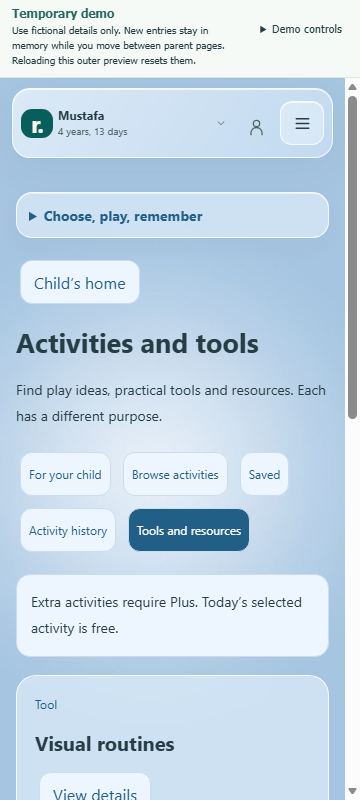 Temporary demo
Use fictional details only. New entries stay in
memory while you move between parent pages.
Reloading this outer preview resets them.
Demo controls
r.
Mustafa
4 years, 13 days
Choose, play, remember
Child’s home
Activities and tools
Find play ideas, practical tools and resources. Each
has a different purpose.
For your child
Browse activities
Saved
Activity history
Tools and resources
Extra activities require Plus. Today’s selected
activity is free.
Tool
Visual routines
View details